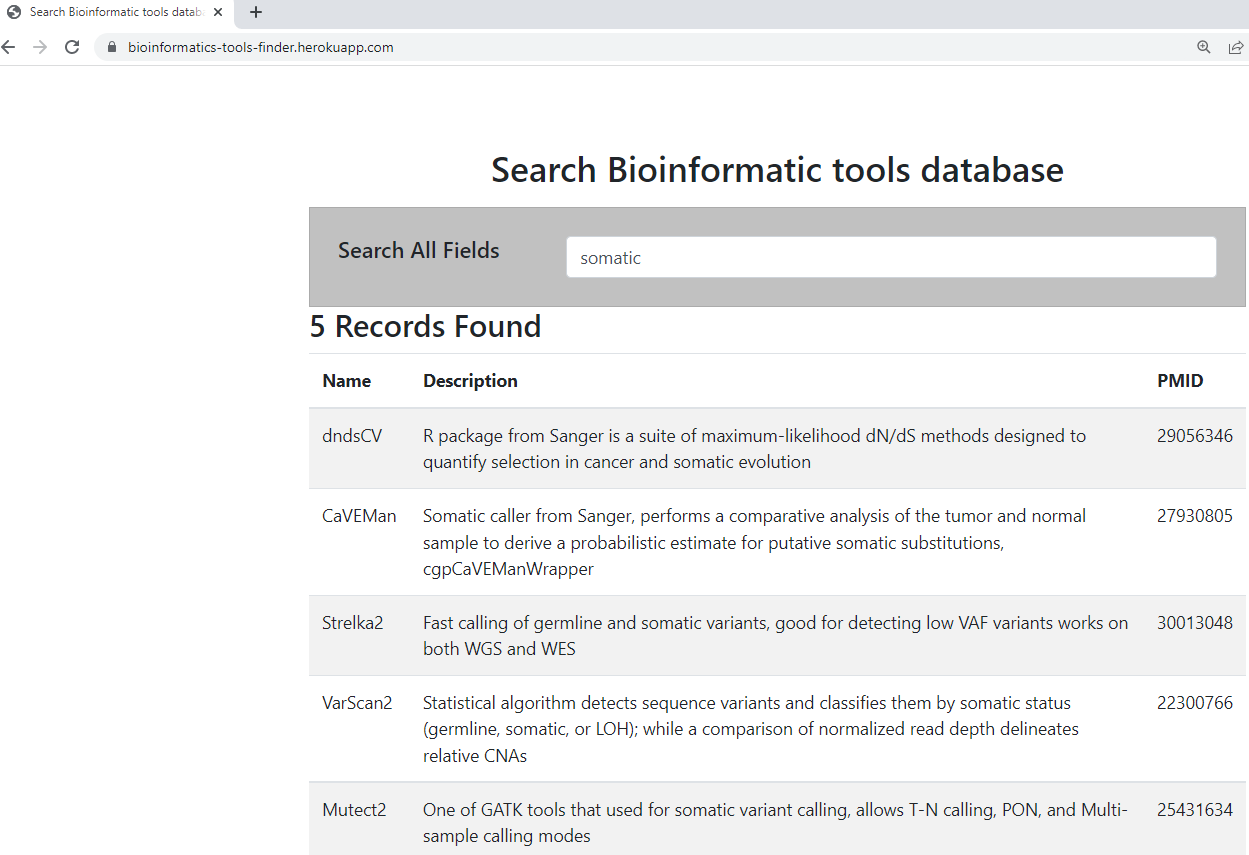 Search Bioinformatic tools datab
bioinformatics-tools-finder.herokuapp.com
Search Bioinformatic tools database
Search All Fields
somatic
5 Records Found
Name Description PMID
dndsCV R package from Sanger is a suite of maximum-likelihood dN/dS methods designed to 29056346
quantify selection in cancer and somatic evolution
CaVEMan Somatic caller from Sanger, performs a comparative analysis of the tumor and normal 27930805
sample to derive a probabilistic estimate for putative somatic substitutions,
cgpCaVEManWrapper
Strelka2 Fast calling of germline and somatic variants, good for detecting low VAF variants works on 30013048
both WGS and WES
VarScan2 Statistical algorithm detects sequence variants and classifies them by somatic status 22300766
(germline, somatic, or LOH); while a comparison of normalized read depth delineates
relative CNAs
Mutect2 One of GATK tools that used for somatic variant calling, allows T-N calling, PON, and Multi- 25431634
sample calling modes